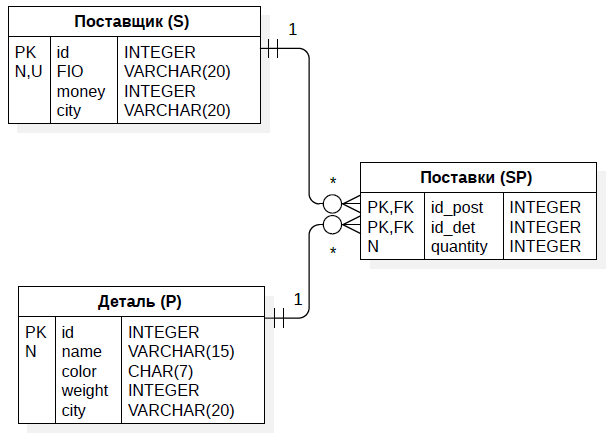 Поставщик (S)
PK id INTEGER
N,U FIO VARCHAR(20)
money INTEGER
city VARCHAR(20)
1
*
Поставки (SP)
PK,FK id_post INTEGER
PK,FK id_det INTEGER
N quantity INTEGER
*
1
Деталь (P)
PK id INTEGER
N name VARCHAR(15)
color CHAR(7)
weight INTEGER
city VARCHAR(20)